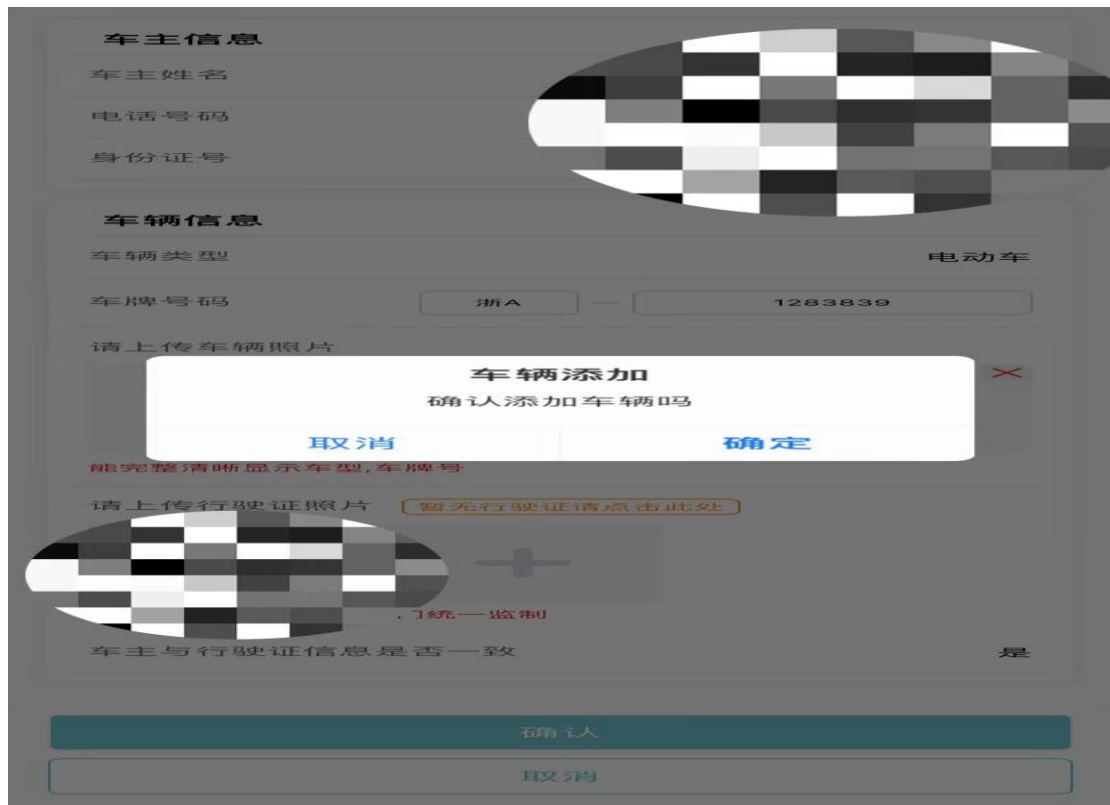 车主信息
车主姓名
电话号码
身份证号
车辆信息
车辆类型 电动车
车牌号码 浙A — 1283839
请上传车辆照片
车辆添加
确认添加车辆吗
取消 确定
能完整清晰显示车型,车牌号
请上传行驶证照片 暂无行驶证请点击此处
门统一监制
车主与行驶证信息是否一致 是
确认
取消